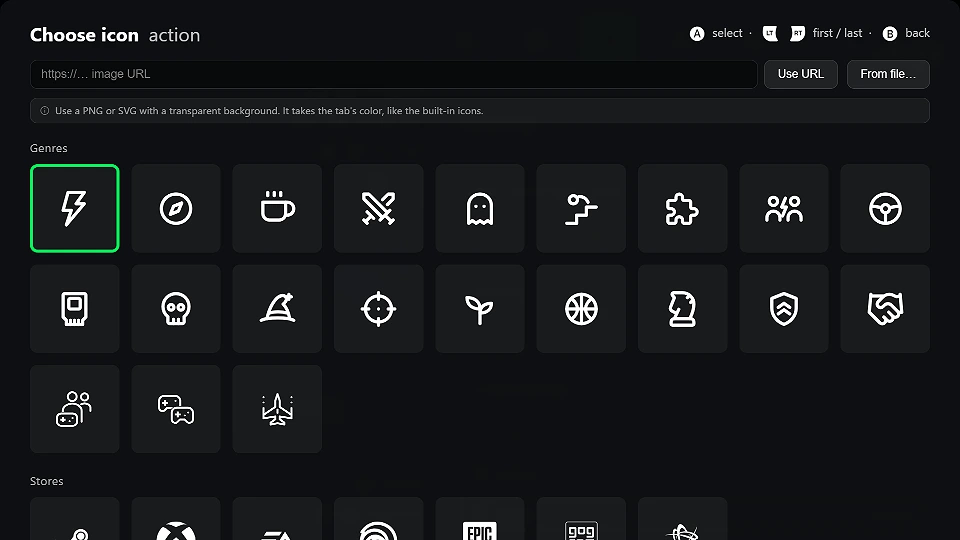 Choose icon action
A select · LT RT first / last · B back
https://… image URL
Use URL
From file…
Use a PNG or SVG with a transparent background. It takes the tab's color, like the built-in icons.
Genres
Stores
EPIC
gog